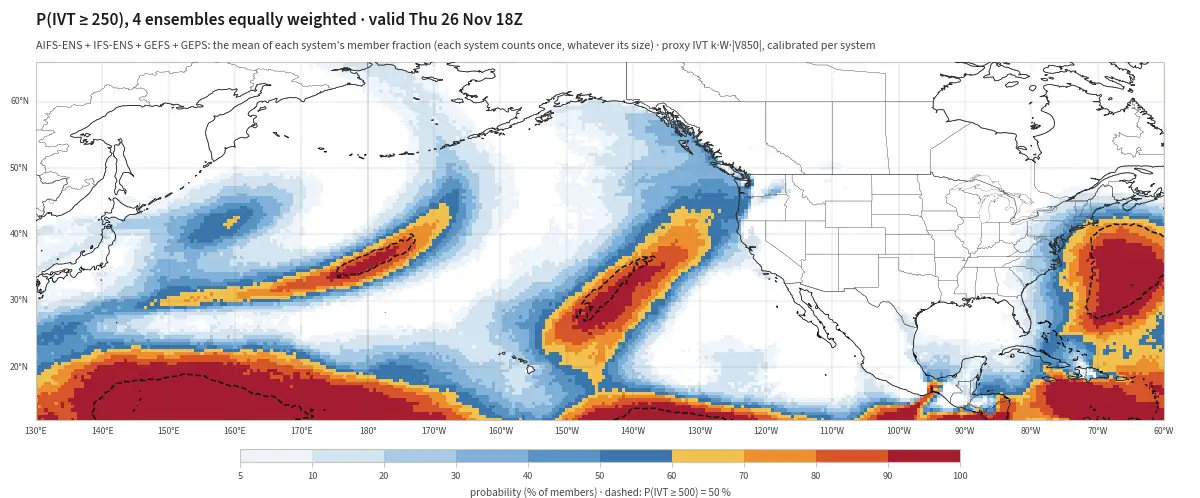 P(IVT ≥ 250), 4 ensembles equally weighted · valid Thu 26 Nov 18Z
AIFS-ENS + IFS-ENS + GEFS + GEPS: the mean of each system's member fraction (each system counts once, whatever its size) · proxy IVT k·W·|V850|, calibrated per system
60°N
50°N
40°N
30°N
20°N
130°E 140°E 150°E 160°E 170°E 180° 170°W 160°W 150°W 140°W 130°W 120°W 110°W 100°W 90°W 80°W 70°W 60°W
5 10 20 30 40 50 60 70 80 90 100
probability (% of members) · dashed: P(IVT ≥ 500) = 50 %